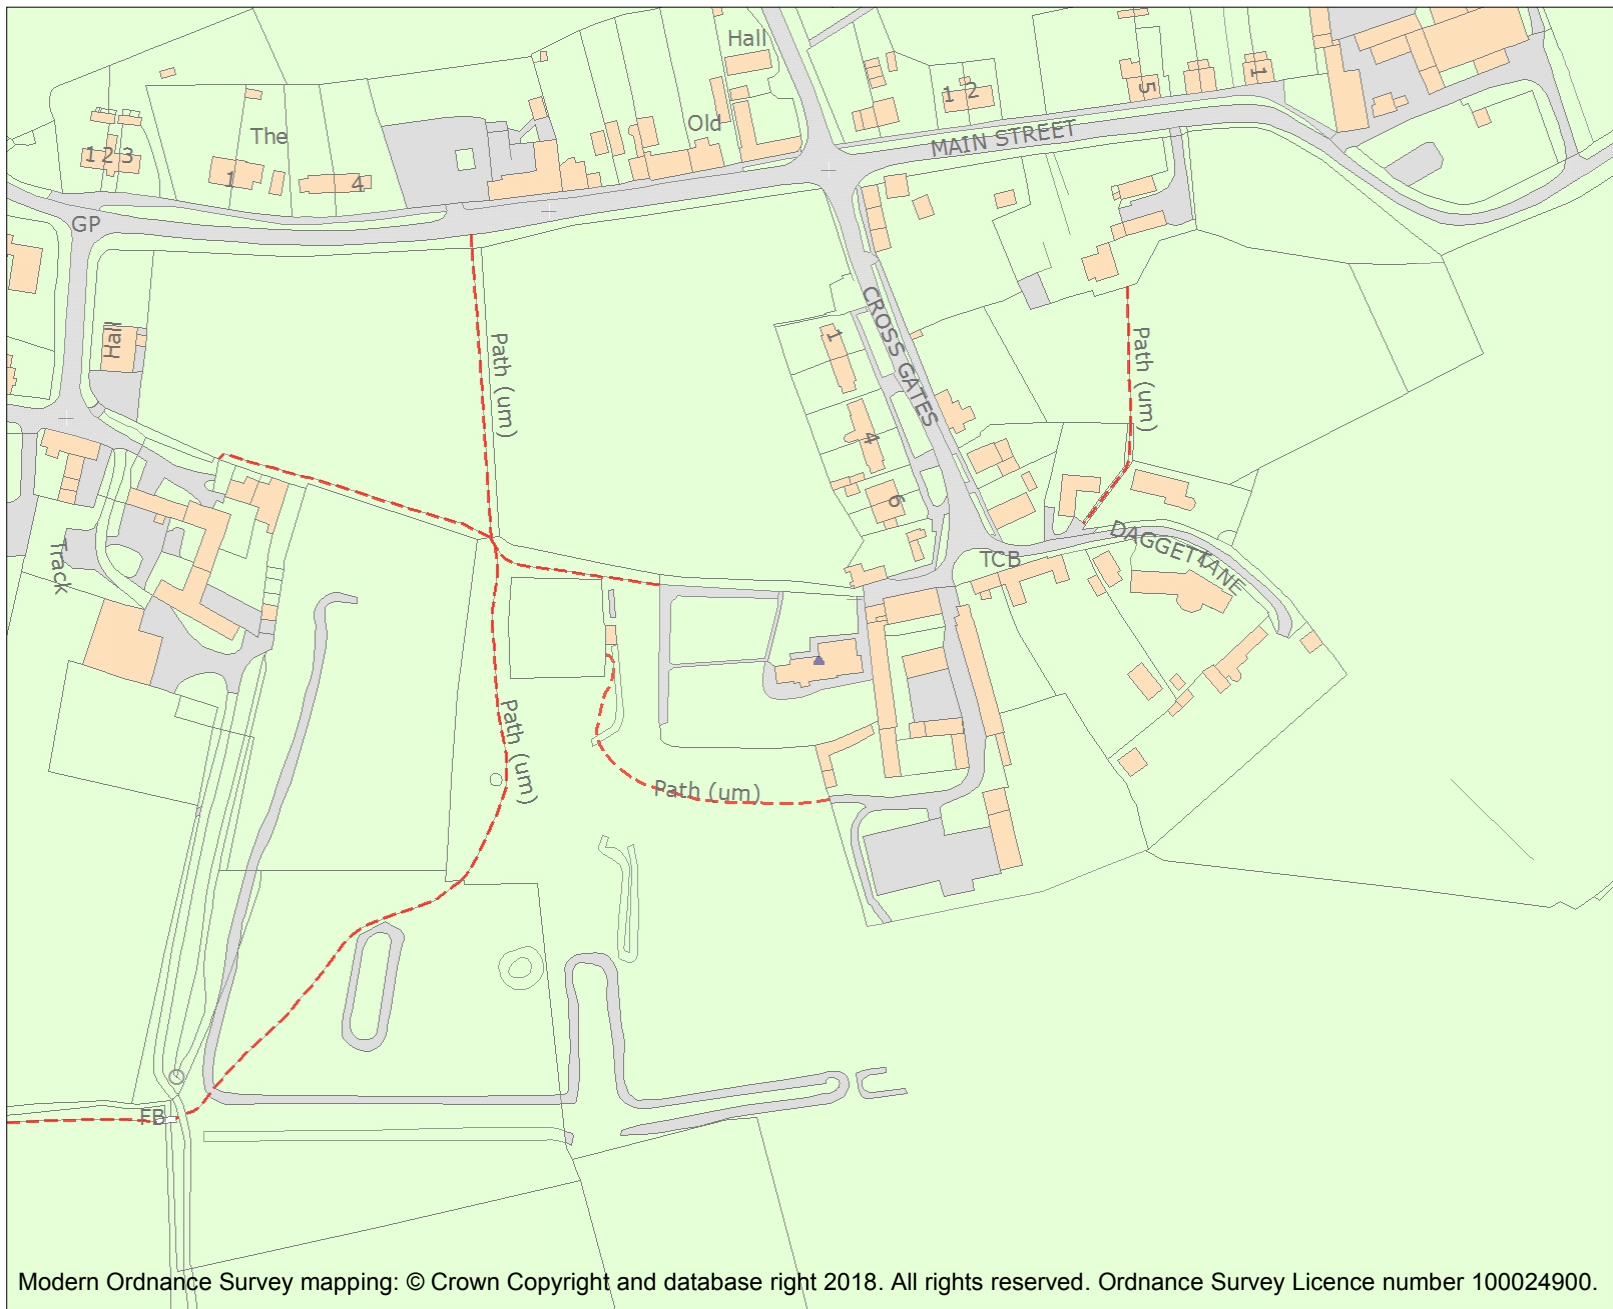 Hall
The
Old
1 2 3
1
4
1 2
5
1
MAIN STREET
GP
Hall
Path (um)
CROSS GATES
1
4
6
Path (um)
Track
TCB
DAGGETT LANE
Path (um)
Path (um)
FB
Modern Ordnance Survey mapping: © Crown Copyright and database right 2018. All rights reserved. Ordnance Survey Licence number 100024900.